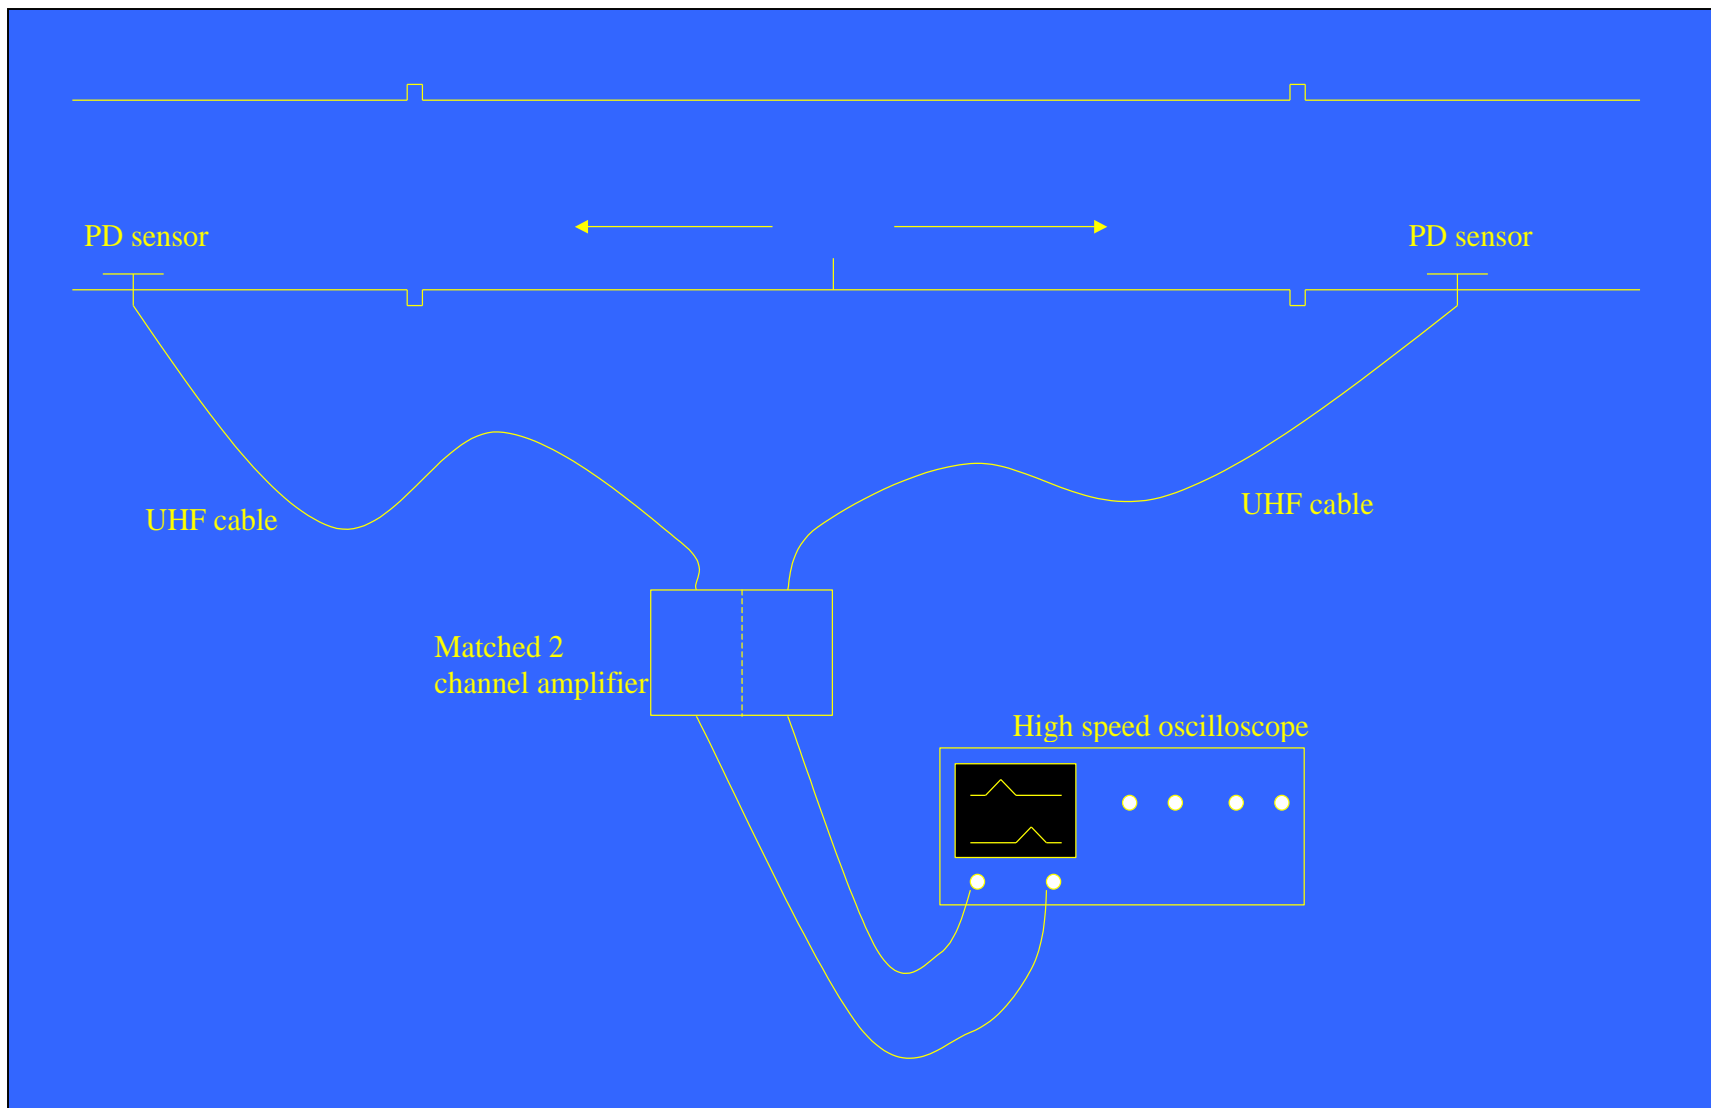 PD sensor
PD sensor
UHF cable
UHF cable
Matched 2
channel amplifier
High speed oscilloscope